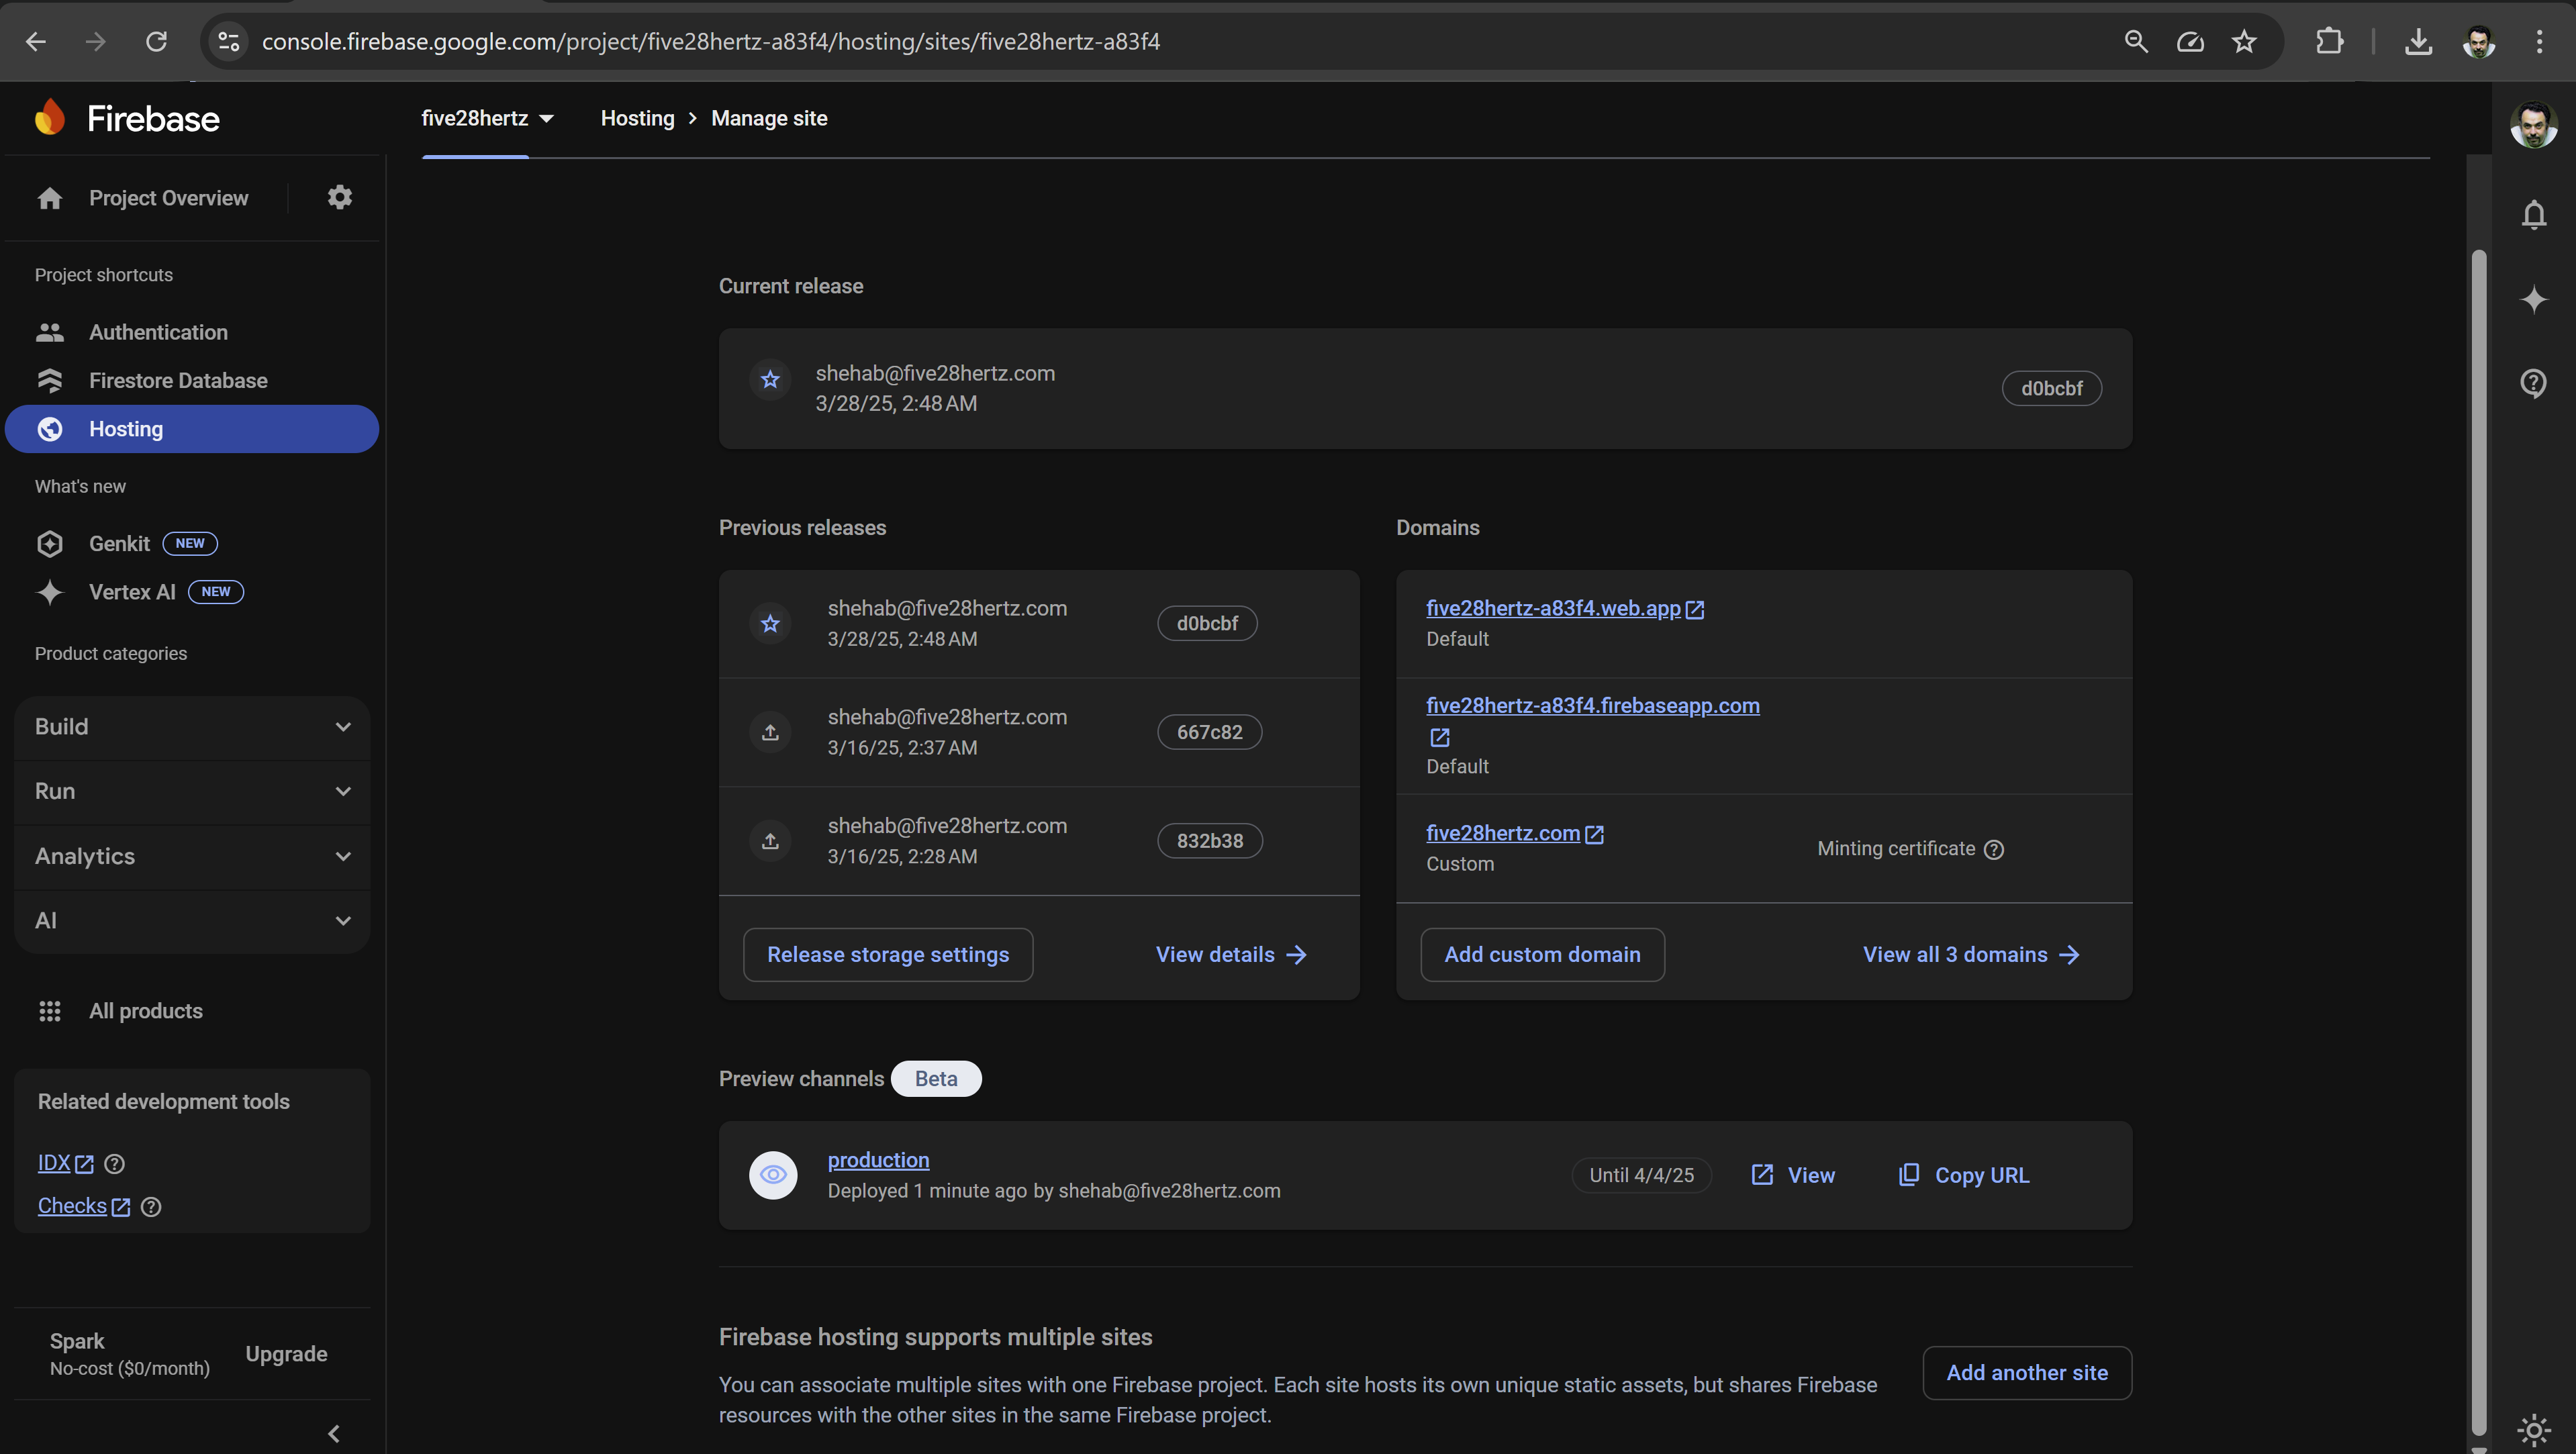 console.firebase.google.com/project/five28hertz-a83f4/hosting/sites/five28hertz-a83f4
Firebase
five28hertz
Hosting > Manage site
Project Overview
Project shortcuts
Authentication
Firestore Database
Hosting
What's new
Genkit NEW
Vertex AI NEW
Product categories
Build
Run
Analytics
AI
All products
Related development tools
IDX
Checks
Spark
No-cost ($0/month)
Upgrade
Current release
shehab@five28hertz.com
3/28/25, 2:48 AM
d0bcbf
Previous releases
shehab@five28hertz.com
3/28/25, 2:48 AM
d0bcbf
shehab@five28hertz.com
3/16/25, 2:37 AM
667c82
shehab@five28hertz.com
3/16/25, 2:28 AM
832b38
Release storage settings
View details
Domains
five28hertz-a83f4.web.app
Default
five28hertz-a83f4.firebaseapp.com
Default
five28hertz.com
Custom
Minting certificate
Add custom domain
View all 3 domains
Preview channels Beta
production
Deployed 1 minute ago by shehab@five28hertz.com
Until 4/4/25
View
Copy URL
Firebase hosting supports multiple sites
You can associate multiple sites with one Firebase project. Each site hosts its own unique static assets, but shares Firebase
resources with the other sites in the same Firebase project.
Add another site